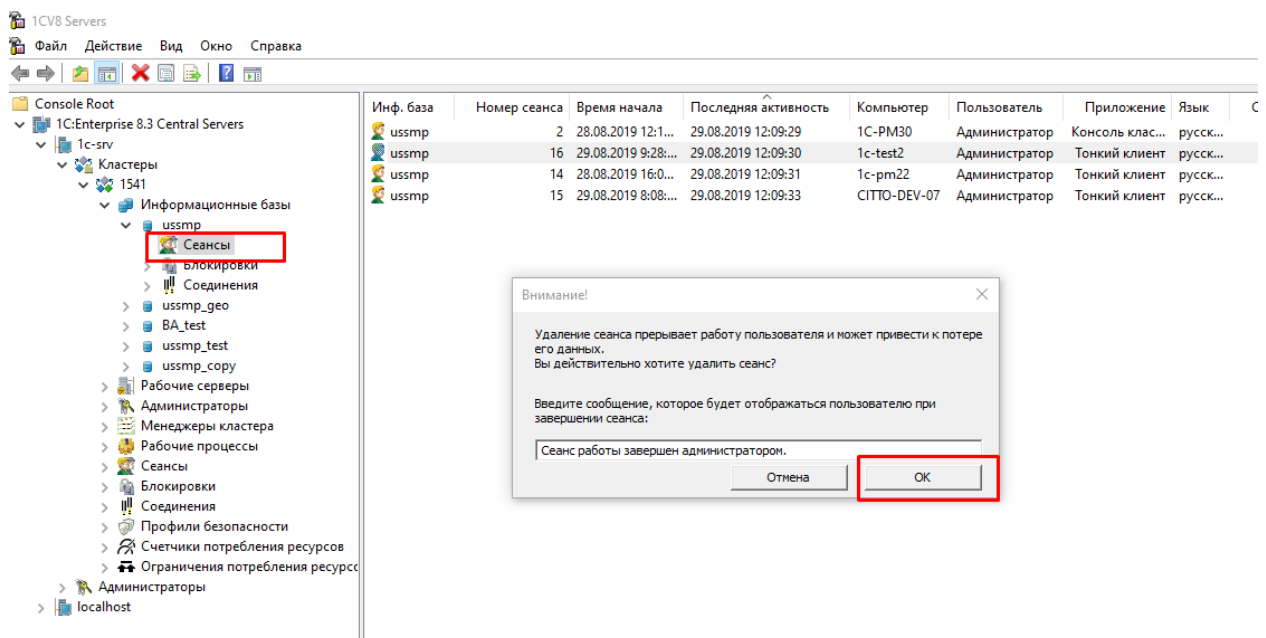 1CV8 Servers
Файл Действие Вид Окно Справка
Console Root
1C:Enterprise 8.3 Central Servers
1c-srv
Кластеры
1541
Информационные базы
ussmp
Сеансы
Блокировки
Соединения
ussmp_geo
BA_test
ussmp_test
ussmp_copy
Рабочие серверы
Администраторы
Менеджеры кластера
Рабочие процессы
Сеансы
Блокировки
Соединения
Профили безопасности
Счетчики потребления ресурсов
Ограничения потребления ресурсс
Администраторы
localhost
Инф. база Номер сеанса Время начала Последняя активность Компьютер Пользователь Приложение Язык С
ussmp 2 28.08.2019 12:1... 29.08.2019 12:09:29 1C-PM30 Администратор Консоль клас... русск...
ussmp 16 29.08.2019 9:28:... 29.08.2019 12:09:30 1c-test2 Администратор Тонкий клиент русск...
ussmp 14 28.08.2019 16:0... 29.08.2019 12:09:31 1c-pm22 Администратор Тонкий клиент русск...
ussmp 15 29.08.2019 8:08:... 29.08.2019 12:09:33 CITTO-DEV-07 Администратор Тонкий клиент русск...
Внимание!
Удаление сеанса прерывает работу пользователя и может привести к потере
его данных.
Вы действительно хотите удалить сеанс?
Введите сообщение, которое будет отображаться пользователю при
завершении сеанса:
Сеанс работы завершен администратором.
Отмена OK